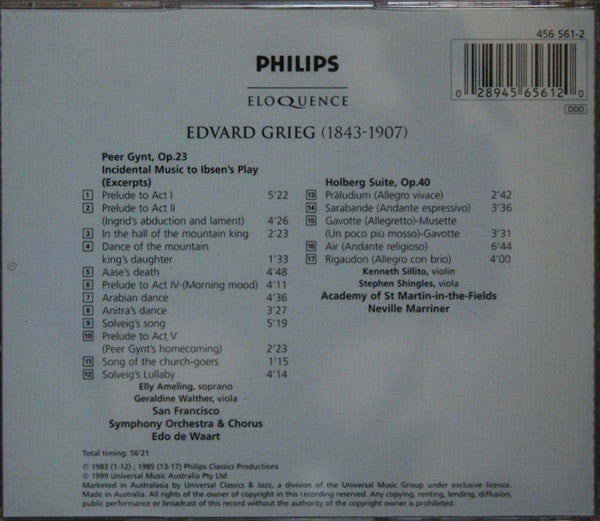 456 561-2
0 28945 65612 0
DDD
PHILIPS
ELOQUENCE
EDVARD GRIEG (1843-1907)
Peer Gynt, Op.23
Incidental Music to Ibsen's Play
(Excerpts)
1 Prelude to Act I 5'22
2 Prelude to Act II
(Ingrid's abduction and lament) 4'26
3 In the hall of the mountain king 2'23
4 Dance of the mountain
king's daughter 1'33
5 Aase's death 4'48
6 Prelude to Act IV-(Morning mood) 4'11
7 Arabian dance 4'36
8 Anitra's dance 3'27
9 Solveig's song 5'19
10 Prelude to Act V
(Peer Gynt's homecoming) 2'23
11 Song of the church-goers 1'15
12 Solveig's Lullaby 4'14
Elly Ameling, soprano
Geraldine Walther, viola
San Francisco
Symphony Orchestra & Chorus
Edo de Waart
Holberg Suite, Op.40
13 Präludium (Allegro vivace) 2'42
14 Sarabande (Andante espressivo) 3'36
15 Gavotte (Allegretto)-Musette
(Un poco più mosso)-Gavotte 3'31
16 Air (Andante religioso) 6'44
17 Rigaudon (Allegro con brio) 4'00
Kenneth Sillito, violin
Stephen Shingles, viola
Academy of St Martin-in-the-Fields
Neville Marriner
Total timing: 56'21
℗ 1983 (1-12) ; 1985 (13-17) Philips Classics Productions
© 1999 Universal Music Australia Pty Ltd
Marketed in Australasia by Universal Classics & Jazz, a division of the Universal Music Group under exclusive licence.
Made in Australia. All rights of the owner of copyright in this recording reserved. Any copying, renting, lending, diffusion,
public performance or broadcast of this record without the authority of the copyright owner is prohibited.